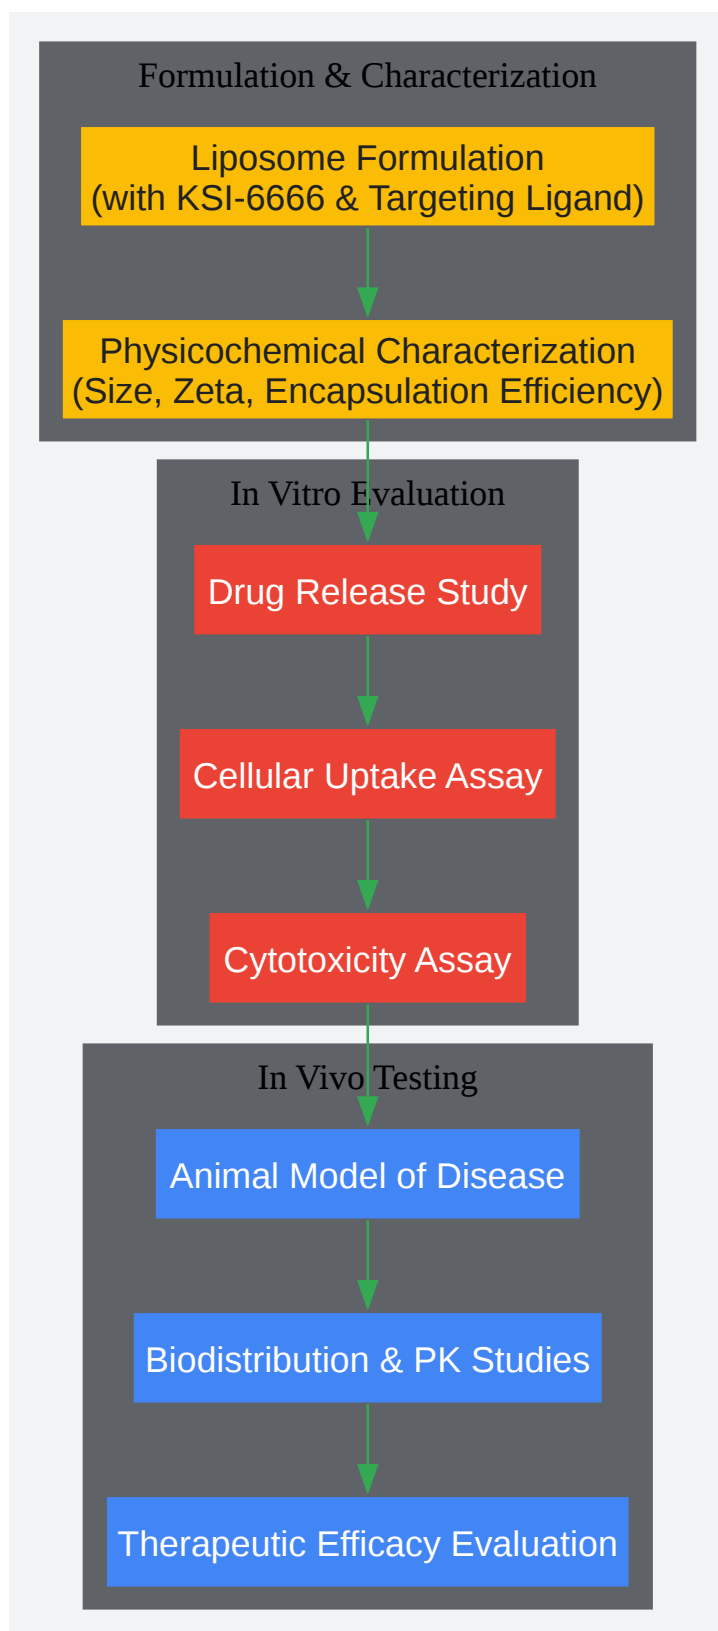 Formulation & Characterization
Liposome Formulation
(with KSI-6666 & Targeting Ligand)
Physicochemical Characterization
(Size, Zeta, Encapsulation Efficiency)
In Vitro Evaluation
Drug Release Study
Cellular Uptake Assay
Cytotoxicity Assay
In Vivo Testing
Animal Model of Disease
Biodistribution & PK Studies
Therapeutic Efficacy Evaluation